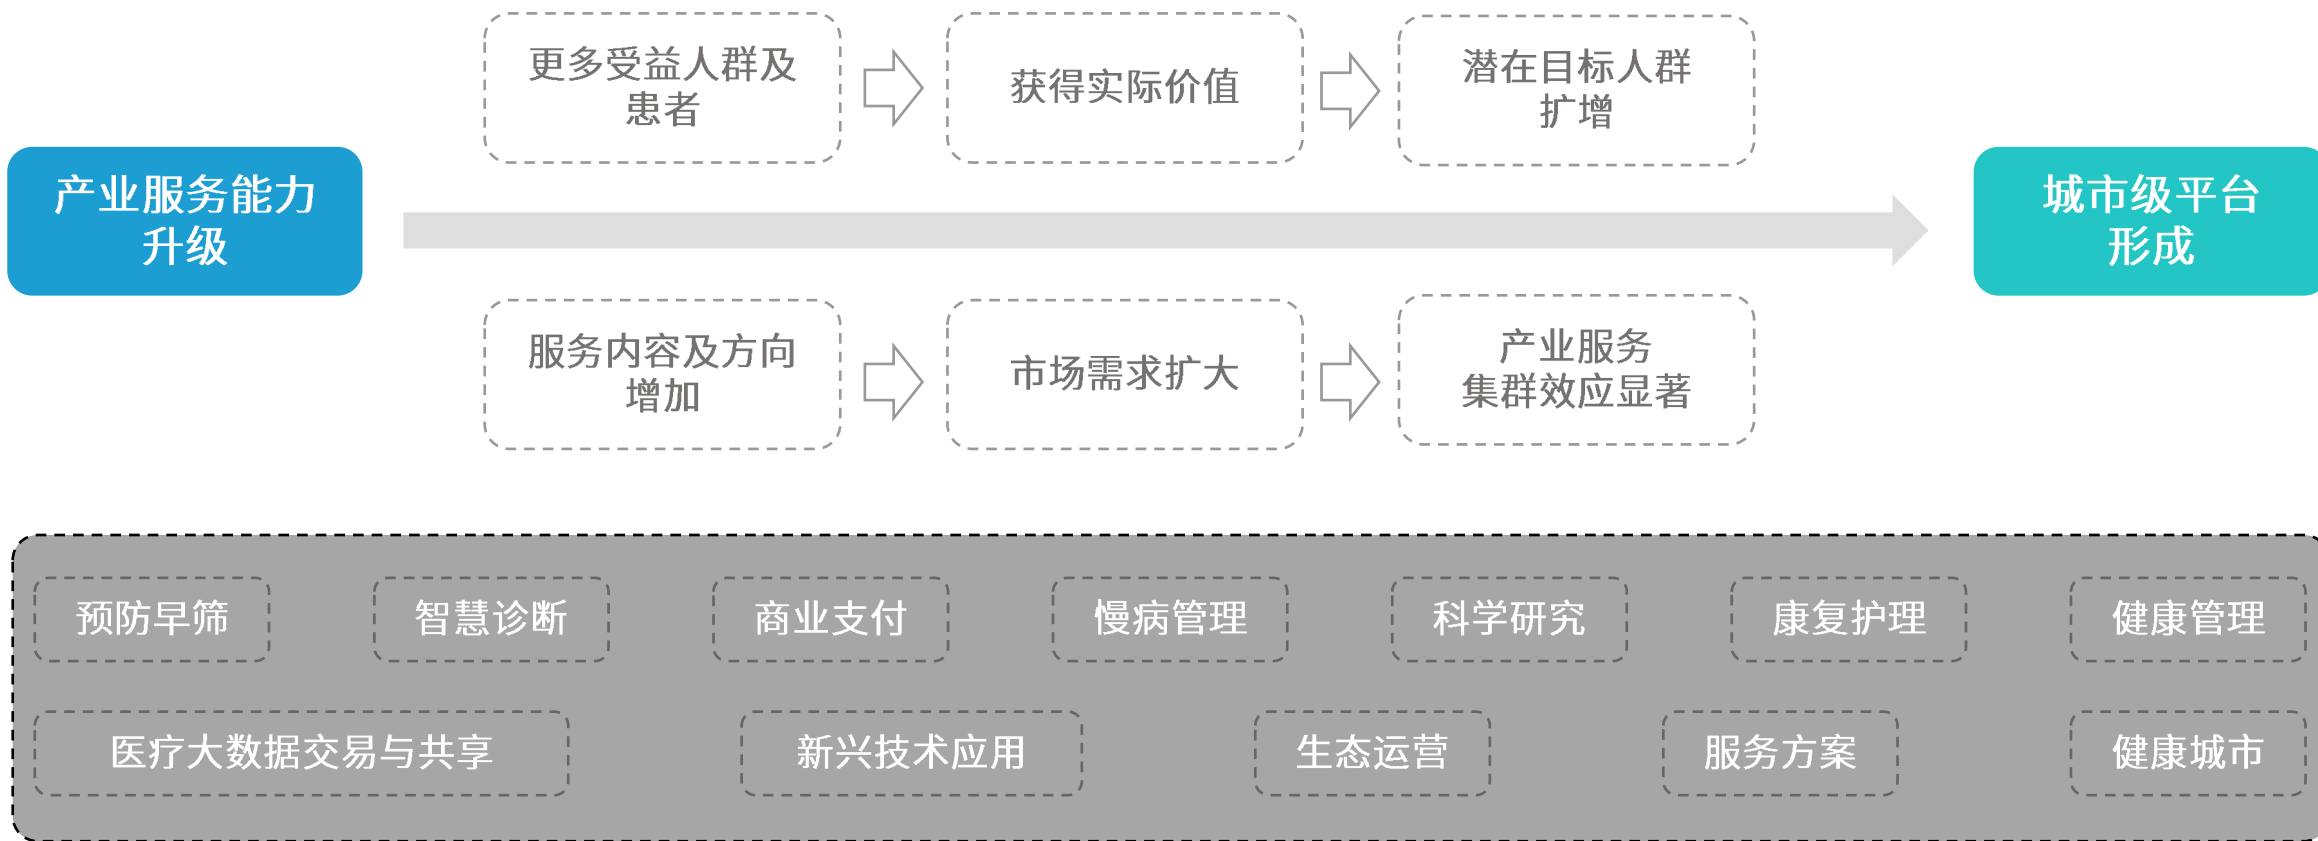 更多受益人群及
患者
获得实际价值
潜在目标人群
扩增
产业服务能力
升级
城市级平台
形成
服务内容及方向
增加
市场需求扩大
产业服务
集群效应显著
预防早筛
智慧诊断
商业支付
慢病管理
科学研究
康复护理
健康管理
医疗大数据交易与共享
新兴技术应用
生态运营
服务方案
健康城市